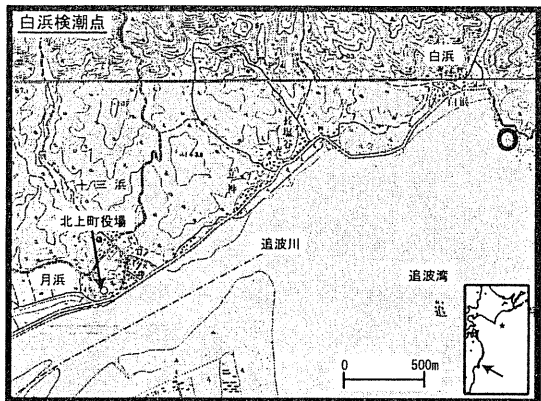 白浜検潮点
白浜
白浜
十三浜
北上町役場
月浜
追波川
追波湾
0 500m